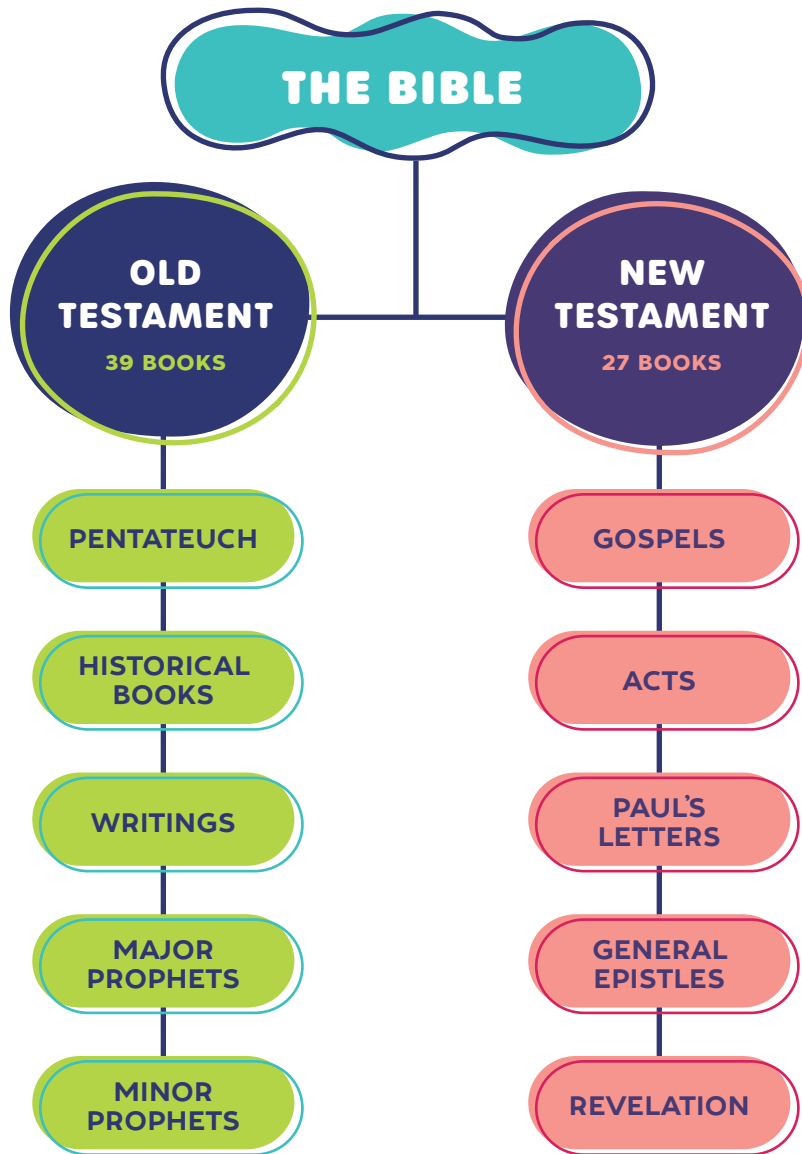 THE BIBLE
OLD
TESTAMENT
39 BOOKS
NEW
TESTAMENT
27 BOOKS
PENTATEUCH
HISTORICAL
BOOKS
WRITINGS
MAJOR
PROPHETS
MINOR
PROPHETS
GOSPELS
ACTS
PAUL'S
LETTERS
GENERAL
EPISTLES
REVELATION